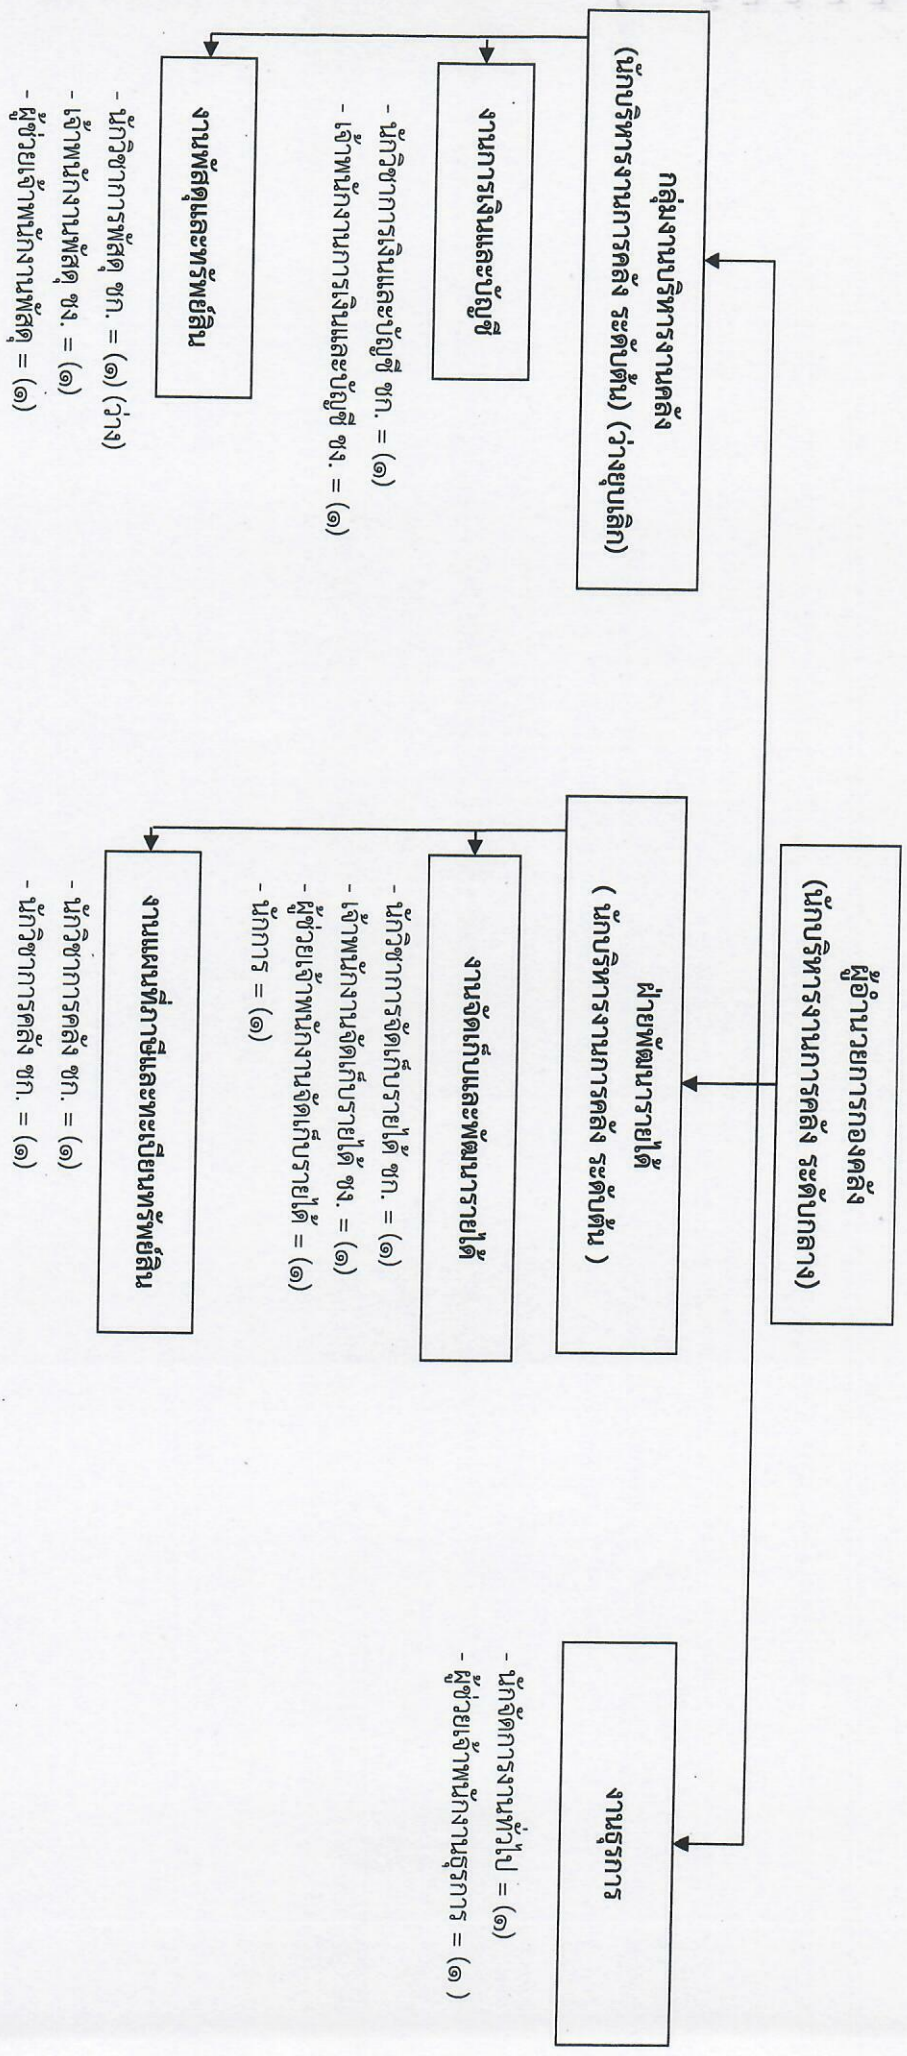 ผู้อำนวยการกองคลัง
(นักบริหารงานการคลัง ระดับกลาง)
กลุ่มงานบริหารงานคลัง
(นักบริหารงานการคลัง ระดับต้น) (ว่างยุบเลิก)
งานการเงินและบัญชี
- นักวิชาการเงินและบัญชี ชก. = (๑)
- เจ้าพนักงานการเงินและบัญชี ชง. = (๑)
งานพัสดุและทรัพย์สิน
- นักวิชาการพัสดุ ชก. = (๑) (ว่าง)
- เจ้าพนักงานพัสดุ ชง. = (๑)
- ผู้ช่วยเจ้าพนักงานพัสดุ = (๑)
ฝ่ายพัฒนารายได้
( นักบริหารงานการคลัง ระดับต้น )
งานจัดเก็บและพัฒนารายได้
- นักวิชาการจัดเก็บรายได้ ชก. = (๑)
- เจ้าพนักงานจัดเก็บรายได้ ชง. = (๑)
- ผู้ช่วยเจ้าพนักงานจัดเก็บรายได้ = (๑)
- นักการ = (๑)
งานแผนที่ภาษีและทะเบียนทรัพย์สิน
- นักวิชาการคลัง ชก. = (๑)
- นักวิชาการคลัง ชก. = (๑)
งานธุรการ
- นักจัดการงานทั่วไป = (๑)
- ผู้ช่วยเจ้าพนักงานธุรการ = (๑ )